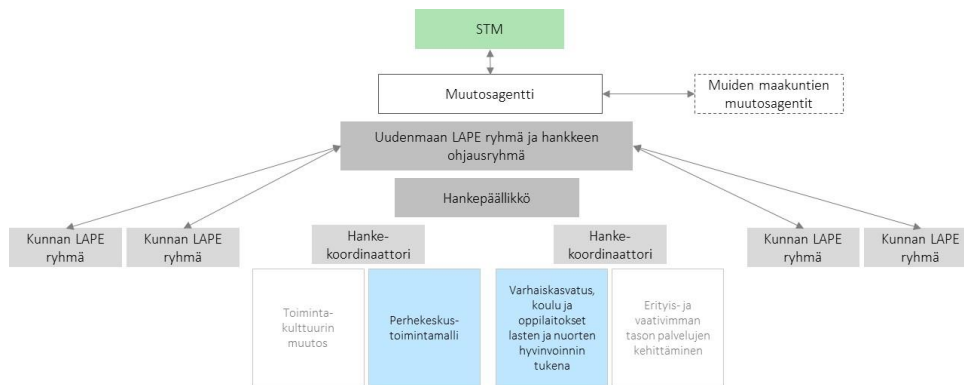 STM
Muutosagentti
Muiden maakuntien
muutosagentit
Uudenmaan LAPE ryhmä ja hankkeen
ohjausryhmä
Hankepäällikkö
Kunnan LAPE
ryhmä
Kunnan LAPE
ryhmä
Hanke-
koordinaattori
Hanke-
koordinaattori
Kunnan LAPE
ryhmä
Kunnan LAPE
ryhmä
Toiminta-
kulttuurin
muutos
Perhekeskus-
toimintamalli
Varhaiskasvatus,
koulu ja
oppilaitokset
lasten ja nuorten
hyvinvoinnin
tukena
Erityis- ja
vaativimman
tason palvelujen
kehittäminen